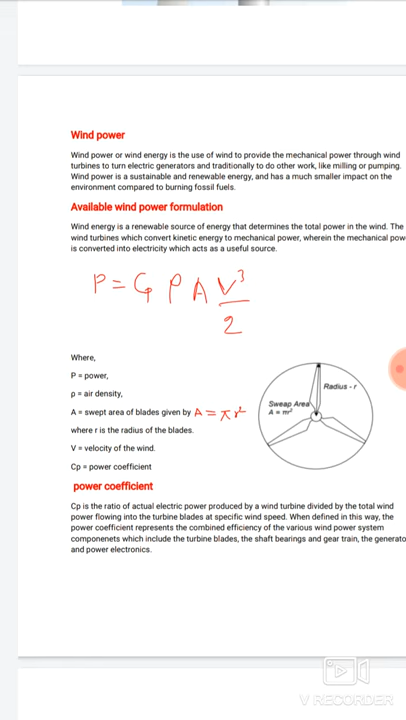 Wind power
Wind power or wind energy is the use of wind to provide the mechanical power through wind
turbines to turn electric generators and traditionally to do other work, like milling or pumping.
Wind power is a sustainable and renewable energy, and has a much smaller impact on the
environment compared to burning fossil fuels.
Available wind power formulation
Wind energy is a renewable source of energy that determines the total power in the wind. The
wind turbines which convert kinetic energy to mechanical power, wherein the mechanical pow
is converted into electricity which acts as a useful source.
P = Cp ρ A V³/2
Where,
P = power,
ρ = air density,
A = swept area of blades given by A = πr²
where r is the radius of the blades.
V = velocity of the wind.
Cp = power coefficient
Radius - r
Sweap Area
A = πr²
power coefficient
Cp is the ratio of actual electric power produced by a wind turbine divided by the total wind
power flowing into the turbine blades at specific wind speed. When defined in this way, the
power coefficient represents the combined efficiency of the various wind power system
componenets which include the turbine blades, the shaft bearings and gear train, the generato
and power electronics.
V RECORDER